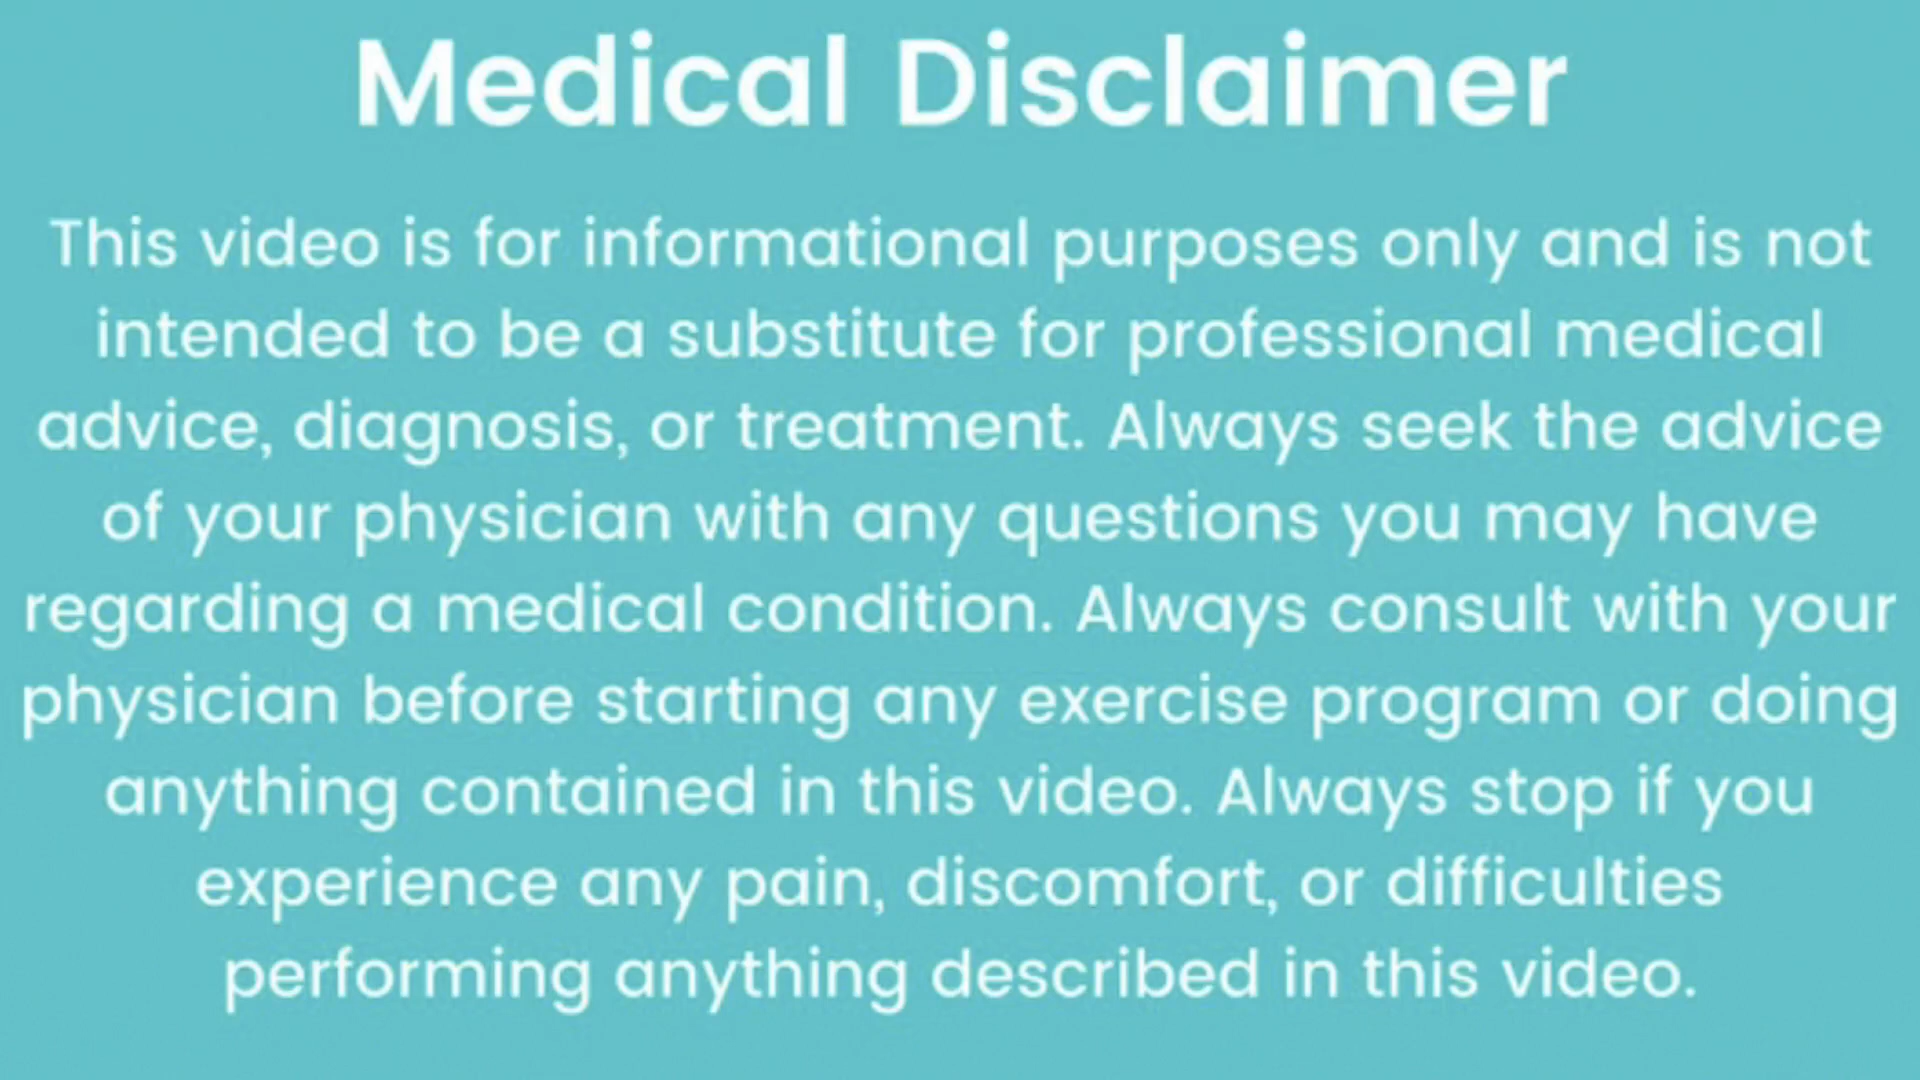 Medical Disclaimer
This video is for informational purposes only and is not
intended to be a substitute for professional medical
advice, diagnosis, or treatment. Always seek the advice
of your physician with any questions you may have
regarding a medical condition. Always consult with your
physician before starting any exercise program or doing
anything contained in this video. Always stop if you
experience any pain, discomfort, or difficulties
performing anything described in this video.